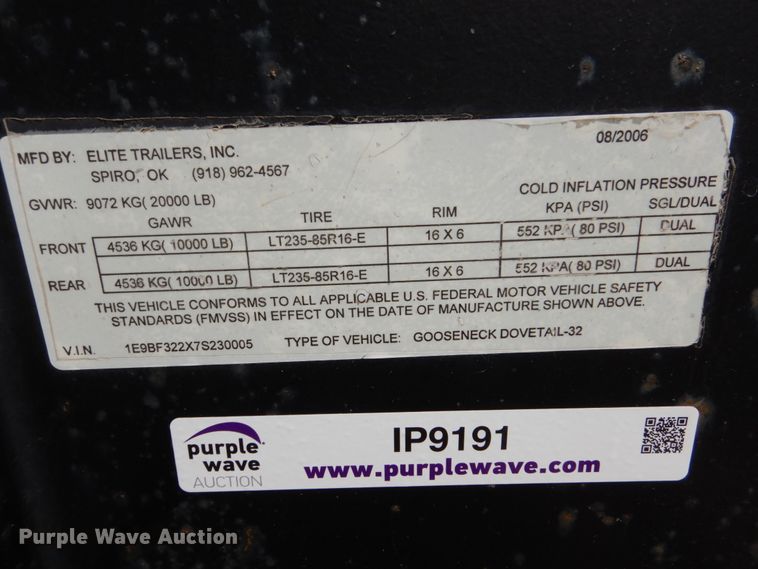 08/2006
MFD BY: ELITE TRAILERS, INC.
SPIRO, OK (918) 962-4567
GVWR: 9072 KG( 20000 LB)
COLD INFLATION PRESSURE
GAWR TIRE RIM KPA (PSI) SGL/DUAL
FRONT 4536 KG( 10000 LB) LT235-85R16-E 16 X 6 552 KPA( 80 PSI) DUAL
REAR 4536 KG( 10000 LB) LT235-85R16-E 16 X 6 552 KPA( 80 PSI) DUAL
THIS VEHICLE CONFORMS TO ALL APPLICABLE U.S. FEDERAL MOTOR VEHICLE SAFETY
STANDARDS (FMVSS) IN EFFECT ON THE DATE OF MANUFACTURE SHOWN ABOVE.
V.I.N. 1E9BF322X7S230005 TYPE OF VEHICLE: GOOSENECK DOVETAIL-32
purple
wave
AUCTION
IP9191
www.purplewave.com
Purple Wave Auction